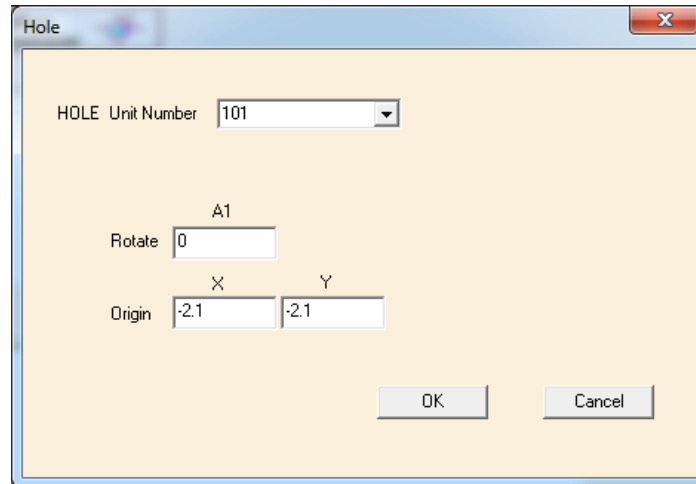 Hole
HOLE Unit Number 101
A1
Rotate 0
X Y
Origin -2.1 -2.1
OK Cancel